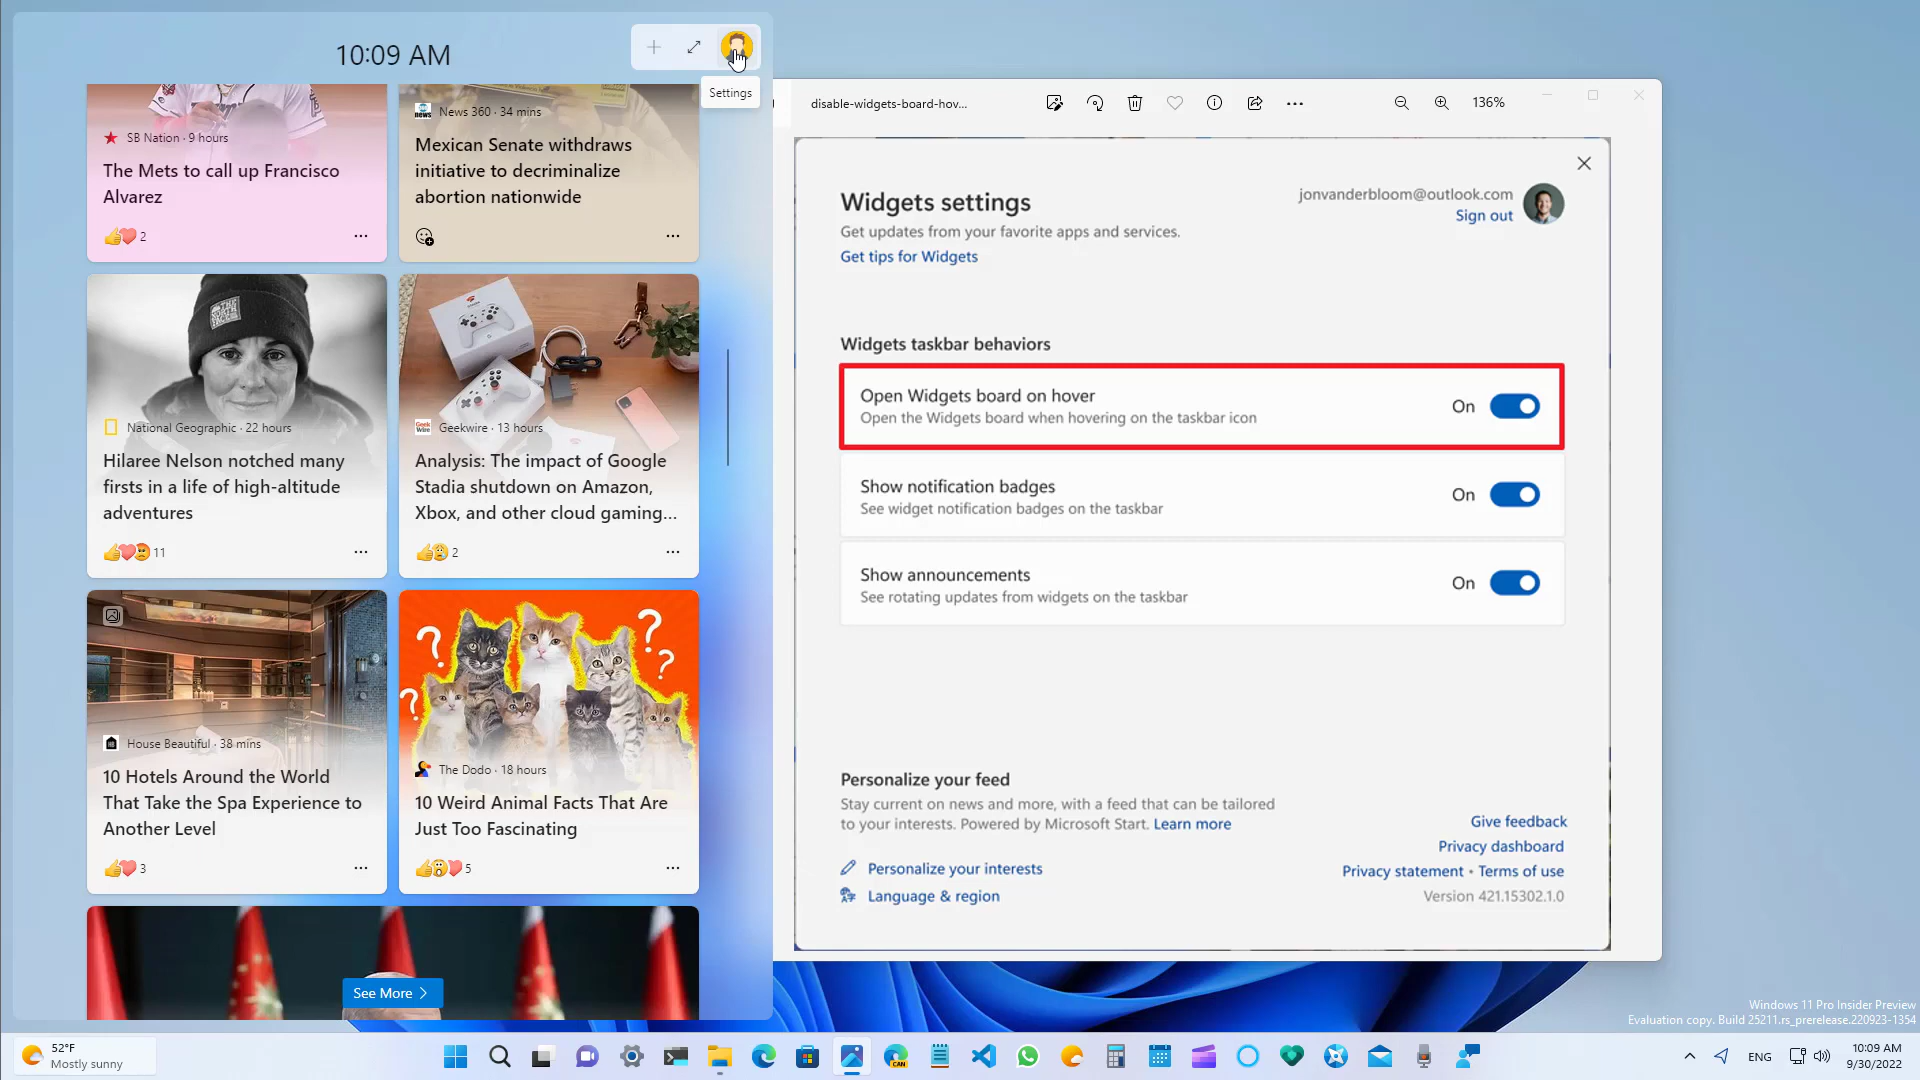 10:09 AM
Settings
SB Nation · 9 hours
The Mets to call up Francisco
Alvarez
2
News 360 · 34 mins
Mexican Senate withdraws
initiative to decriminalize
abortion nationwide
THE
NORTH
FACE
National Geographic · 22 hours
Hilaree Nelson notched many
firsts in a life of high-altitude
adventures
11
Geekwire · 13 hours
Analysis: The impact of Google
Stadia shutdown on Amazon,
Xbox, and other cloud gaming...
2
House Beautiful · 38 mins
10 Hotels Around the World
That Take the Spa Experience to
Another Level
3
? ? ? ?
The Dodo · 18 hours
10 Weird Animal Facts That Are
Just Too Fascinating
5
See More
disable-widgets-board-hov...
136%
Widgets settings
Get updates from your favorite apps and services.
Get tips for Widgets
jonvanderbloom@outlook.com
Sign out
Widgets taskbar behaviors
Open Widgets board on hover
Open the Widgets board when hovering on the taskbar icon
On
Show notification badges
See widget notification badges on the taskbar
On
Show announcements
See rotating updates from widgets on the taskbar
On
Personalize your feed
Stay current on news and more, with a feed that can be tailored
to your interests. Powered by Microsoft Start. Learn more
Personalize your interests
Language & region
Give feedback
Privacy dashboard
Privacy statement • Terms of use
Version 421.15302.1.0
Windows 11 Pro Insider Preview
Evaluation copy. Build 25211.rs_prerelease.220923-1354
52°F
Mostly sunny
CAN
ENG
10:09 AM
9/30/2022